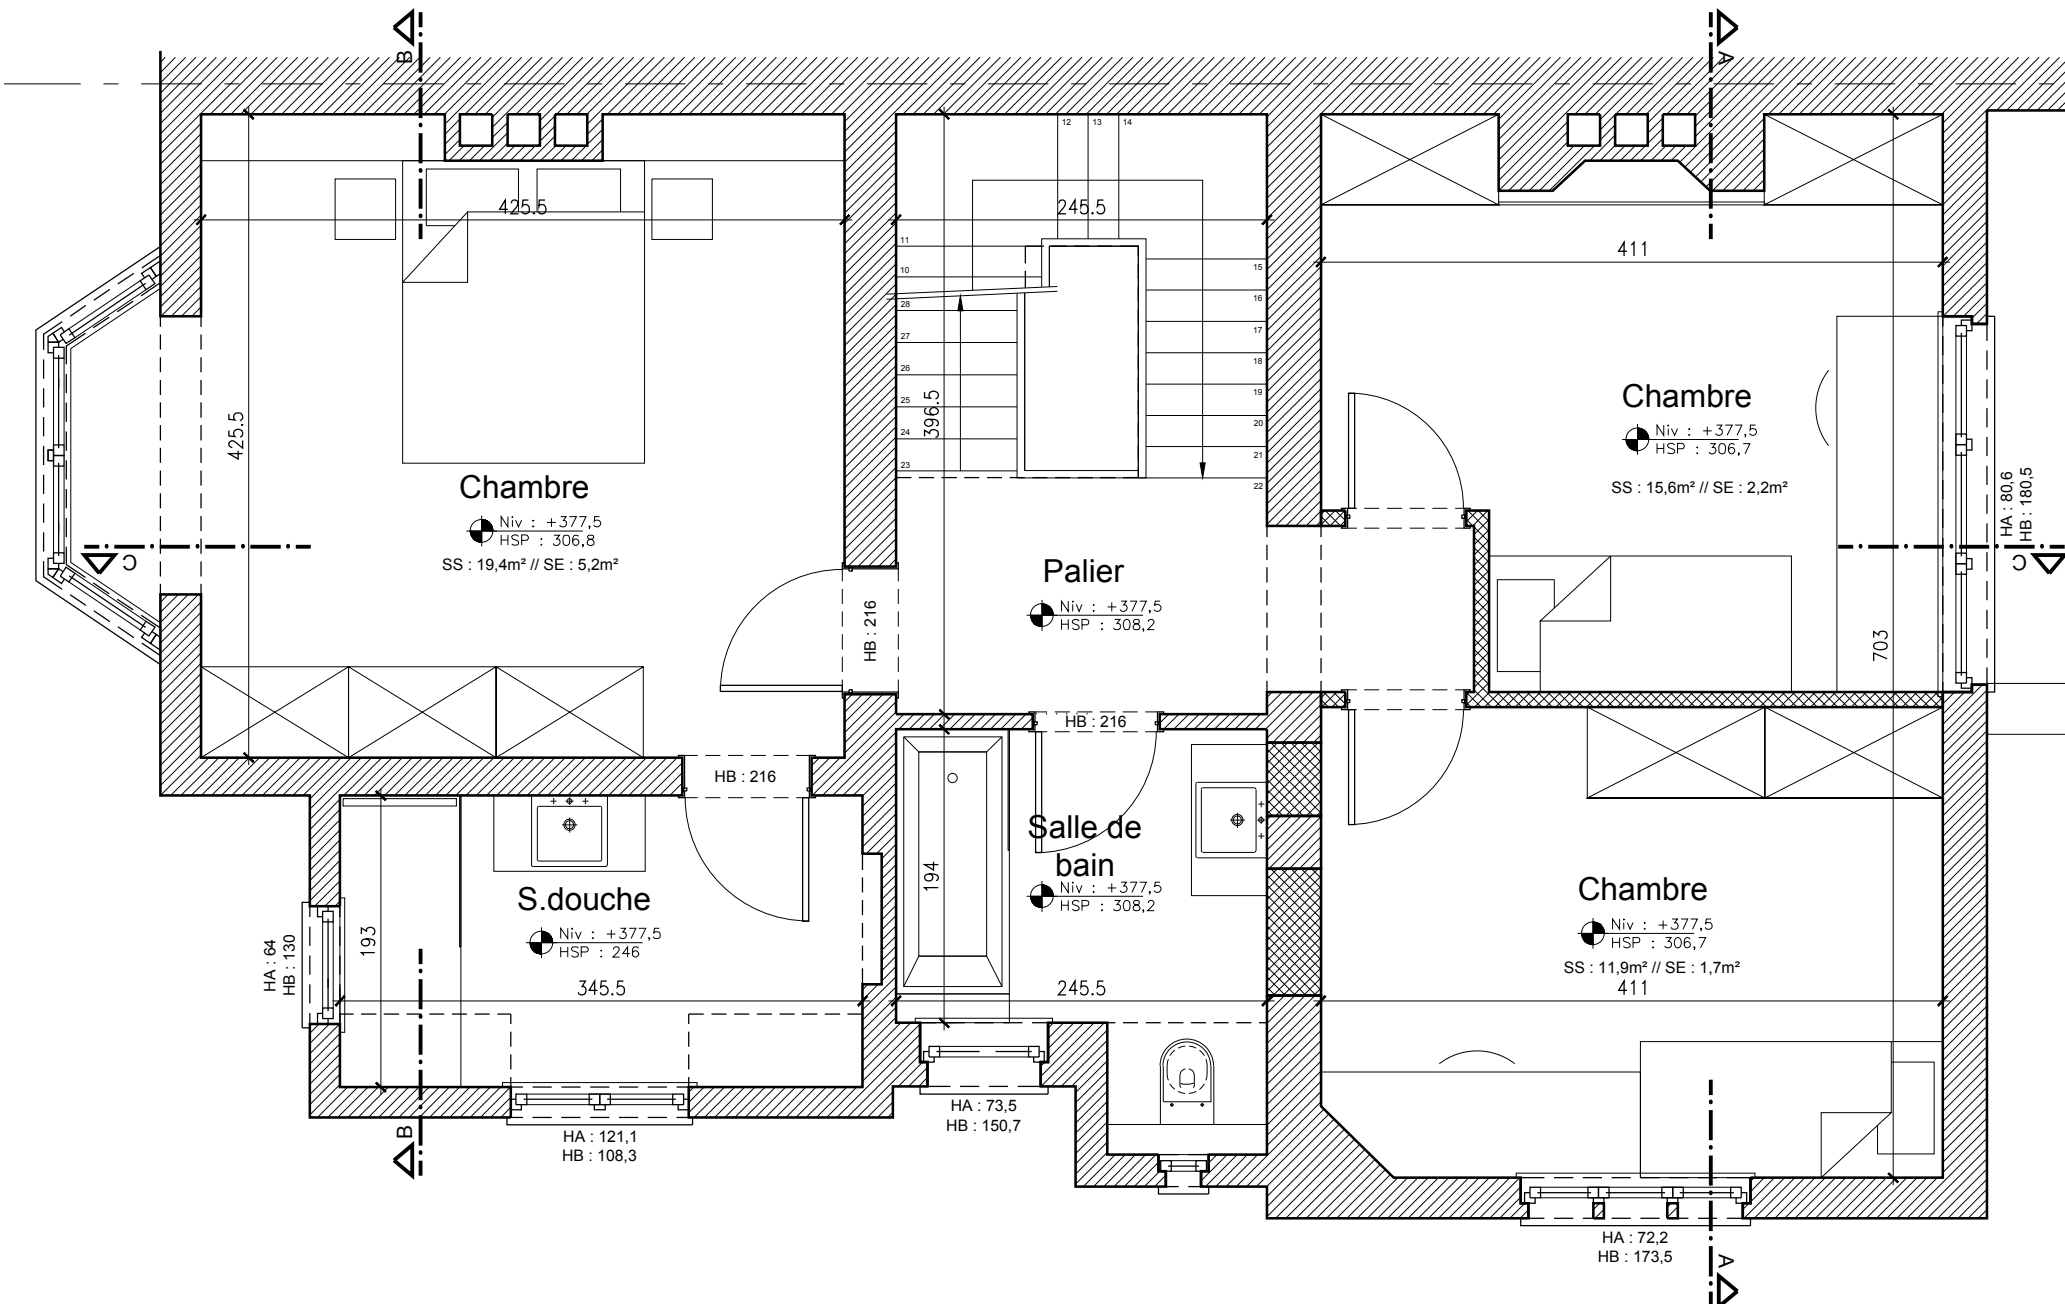 B
A
12
13
14
425.5
245.5
411
11
10
28
27
26
25
24
23
15
16
17
18
19
20
21
22
396.5
425.5
Chambre
Niv : +377,5
HSP : 306,8
SS : 19,4m² // SE : 5,2m²
Chambre
Niv : +377,5
HSP : 306,7
SS : 15,6m² // SE : 2,2m²
HA : 80,6
HB : 180,5
C
C
Palier
Niv : +377,5
HSP : 308,2
HB : 216
703
HB : 216
HB : 216
S.douche
Niv : +377,5
HSP : 246
193
345.5
HA : 64
HB : 130
Salle de
bain
Niv : +377,5
HSP : 308,2
194
245.5
Chambre
Niv : +377,5
HSP : 306,7
SS : 11,9m² // SE : 1,7m²
411
HA : 73,5
HB : 150,7
B
HA : 121,1
HB : 108,3
HA : 72,2
HB : 173,5
A